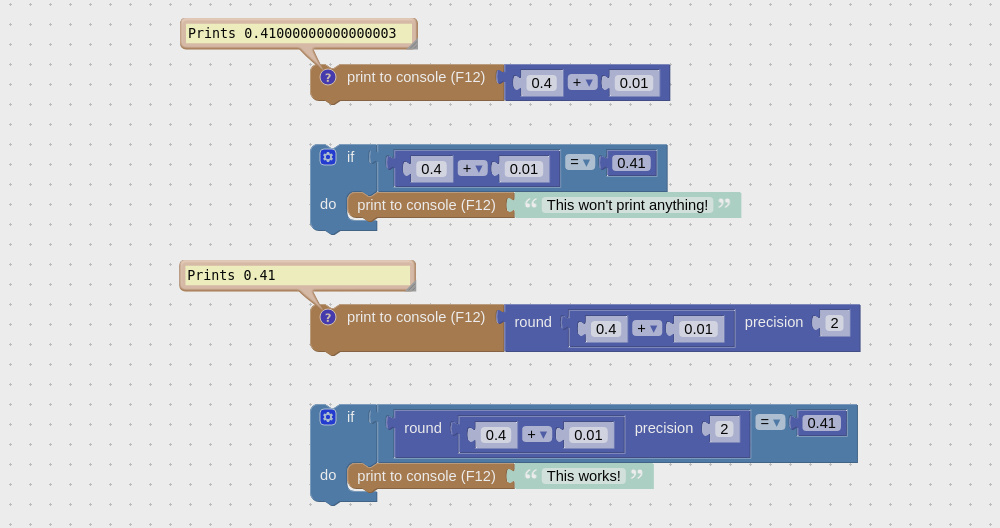 Prints 0.41000000000000003
? print to console (F12) 0.4 + ▾ 0.01
if 0.4 + ▾ 0.01 = ▾ 0.41
do print to console (F12) “ This won't print anything! ”
Prints 0.41
? print to console (F12) round 0.4 + ▾ 0.01 precision 2
if round 0.4 + ▾ 0.01 precision 2 = ▾ 0.41
do print to console (F12) “ This works! ”